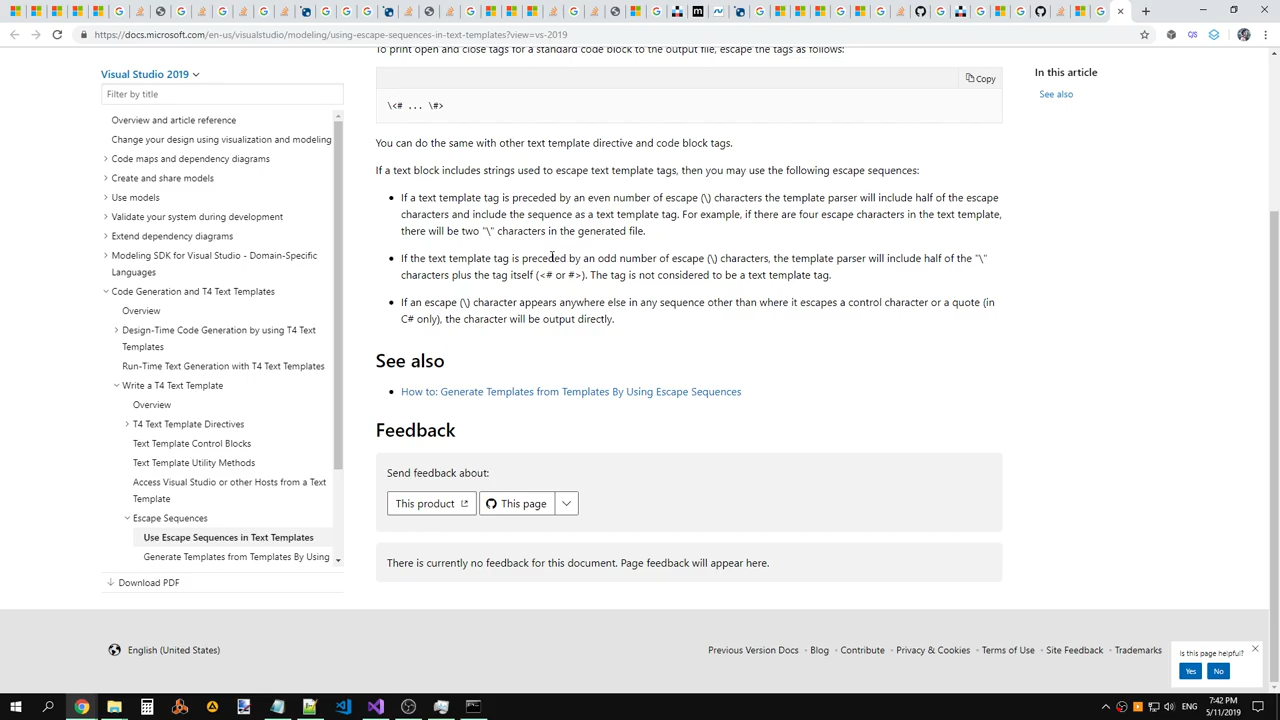 https://docs.microsoft.com/en-us/visualstudio/modeling/using-escape-sequences-in-text-templates?view=vs-2019
To print open and close tags for a standard code block to the output file, escape the tags as follows:
Visual Studio 2019
Filter by title
Overview and article reference
Change your design using visualization and modeling
Code maps and dependency diagrams
Create and share models
Use models
Validate your system during development
Extend dependency diagrams
Modeling SDK for Visual Studio - Domain-Specific
Languages
Code Generation and T4 Text Templates
Overview
Design-Time Code Generation by using T4 Text
Templates
Run-Time Text Generation with T4 Text Templates
Write a T4 Text Template
Overview
T4 Text Template Directives
Text Template Control Blocks
Text Template Utility Methods
Access Visual Studio or other Hosts from a Text
Template
Escape Sequences
Use Escape Sequences in Text Templates
Generate Templates from Templates By Using
Download PDF
Copy
\<# ... \#>
You can do the same with other text template directive and code block tags.
If a text block includes strings used to escape text template tags, then you may use the following escape sequences:
• If a text template tag is preceded by an even number of escape (\) characters the template parser will include half of the escape
characters and include the sequence as a text template tag. For example, if there are four escape characters in the text template,
there will be two "\" characters in the generated file.
• If the text template tag is preceded by an odd number of escape (\) characters, the template parser will include half of the "\"
characters plus the tag itself (<# or #>). The tag is not considered to be a text template tag.
• If an escape (\) character appears anywhere else in any sequence other than where it escapes a control character or a quote (in
C# only), the character will be output directly.
See also
• How to: Generate Templates from Templates By Using Escape Sequences
Feedback
Send feedback about:
This product
This page
There is currently no feedback for this document. Page feedback will appear here.
In this article
See also
English (United States)
Previous Version Docs • Blog • Contribute • Privacy & Cookies • Terms of Use • Site Feedback • Trademarks
Is this page helpful?
Yes
No
ENG
7:42 PM
5/11/2019